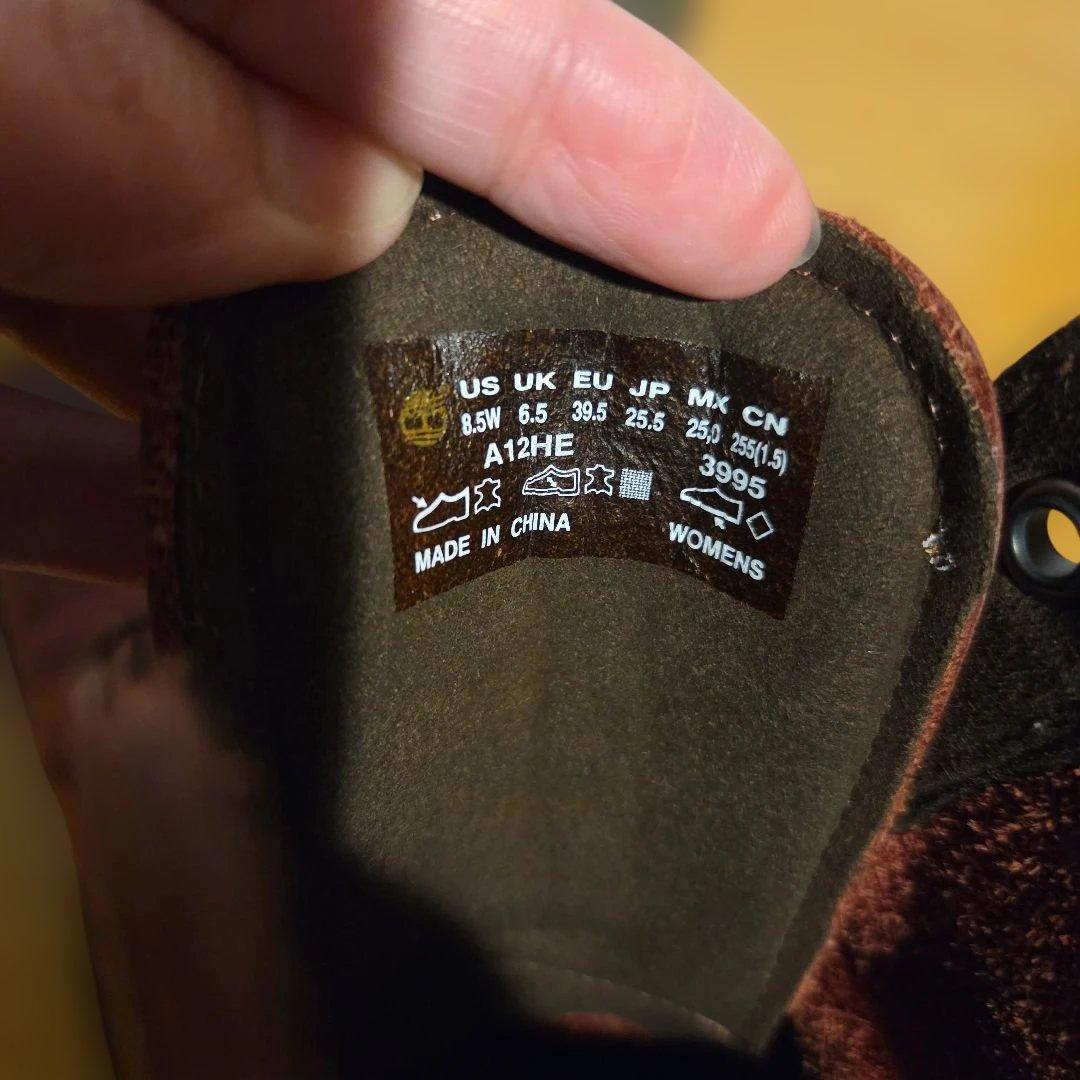 US UK EU JP MX CN
8.5W 6.5 39.5 25.5 25,0 255(1.5)
A12HE 3995
MADE IN CHINA WOMENS